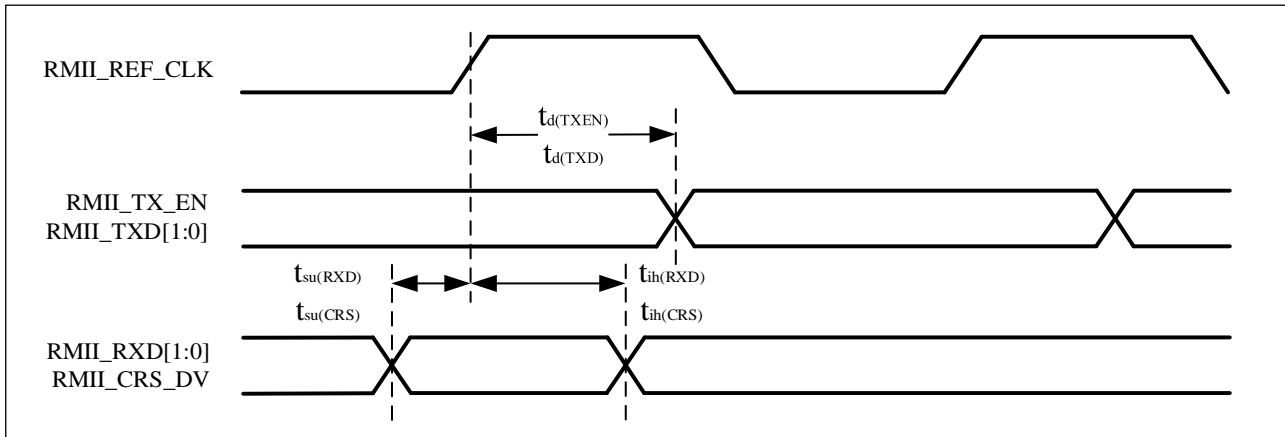 RMII_REF_CLK
td(TXEN)
td(TXD)
RMII_TX_EN
RMII_TXD[1:0]
tsu(RXD)
tih(RXD)
tsu(CRS)
tih(CRS)
RMII_RXD[1:0]
RMII_CRS_DV